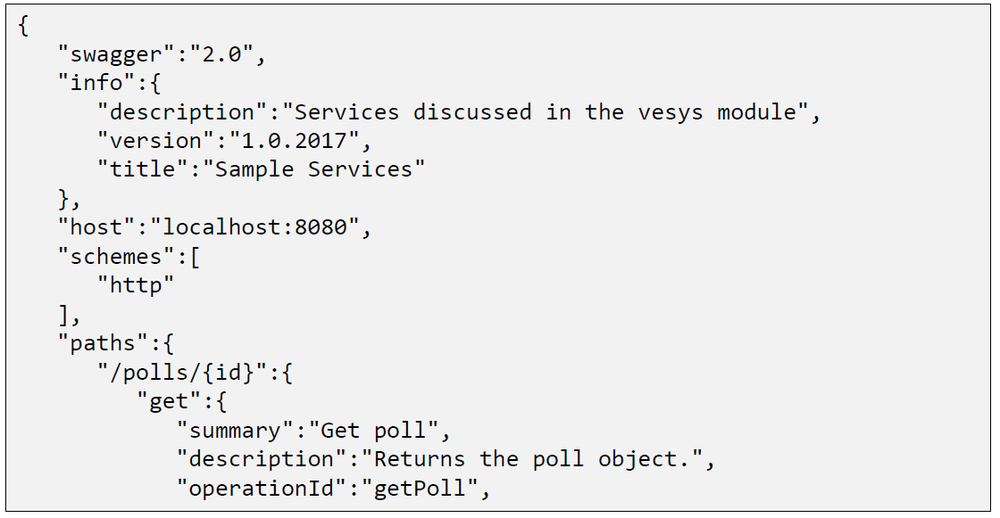 {
   "swagger":"2.0",
   "info":{
      "description":"Services discussed in the vesys module",
      "version":"1.0.2017",
      "title":"Sample Services"
   },
   "host":"localhost:8080",
   "schemes":[
      "http"
   ],
   "paths":{
      "/polls/{id}":{
         "get":{
            "summary":"Get poll",
            "description":"Returns the poll object.",
            "operationId":"getPoll",